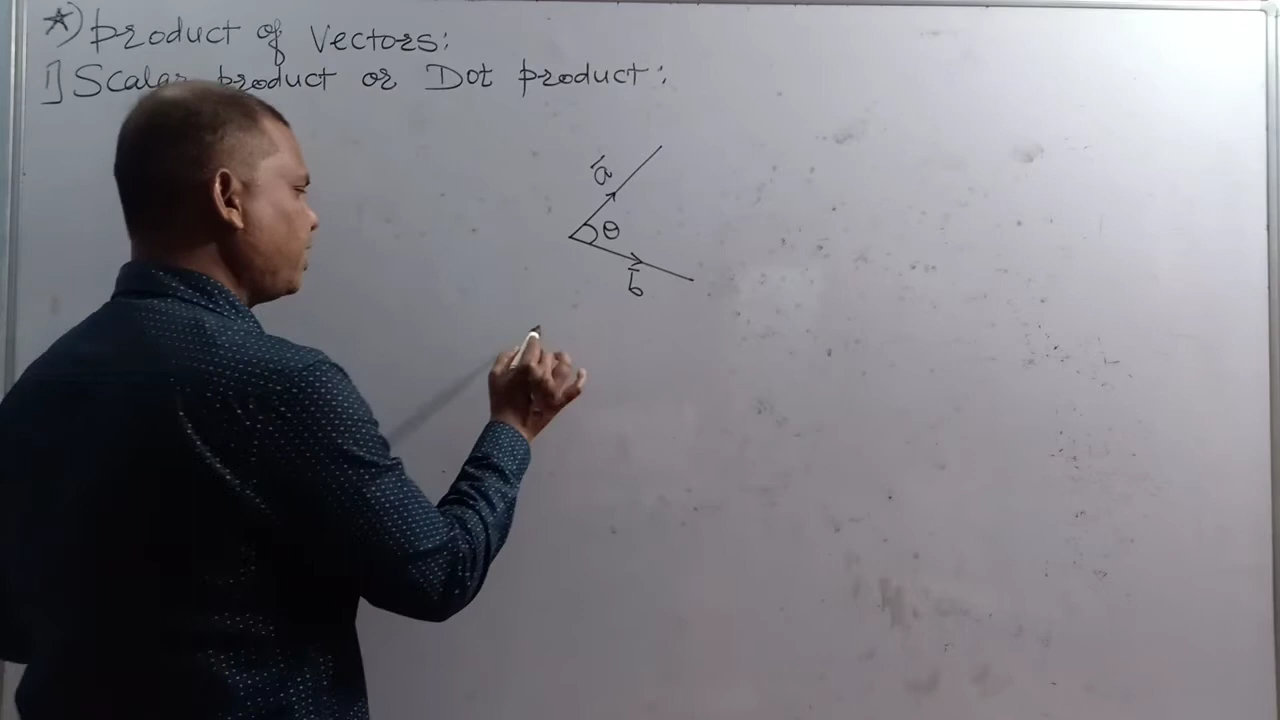 *) product of Vectors:
1] Scalar product or Dot product:
a̅
θ
b̅